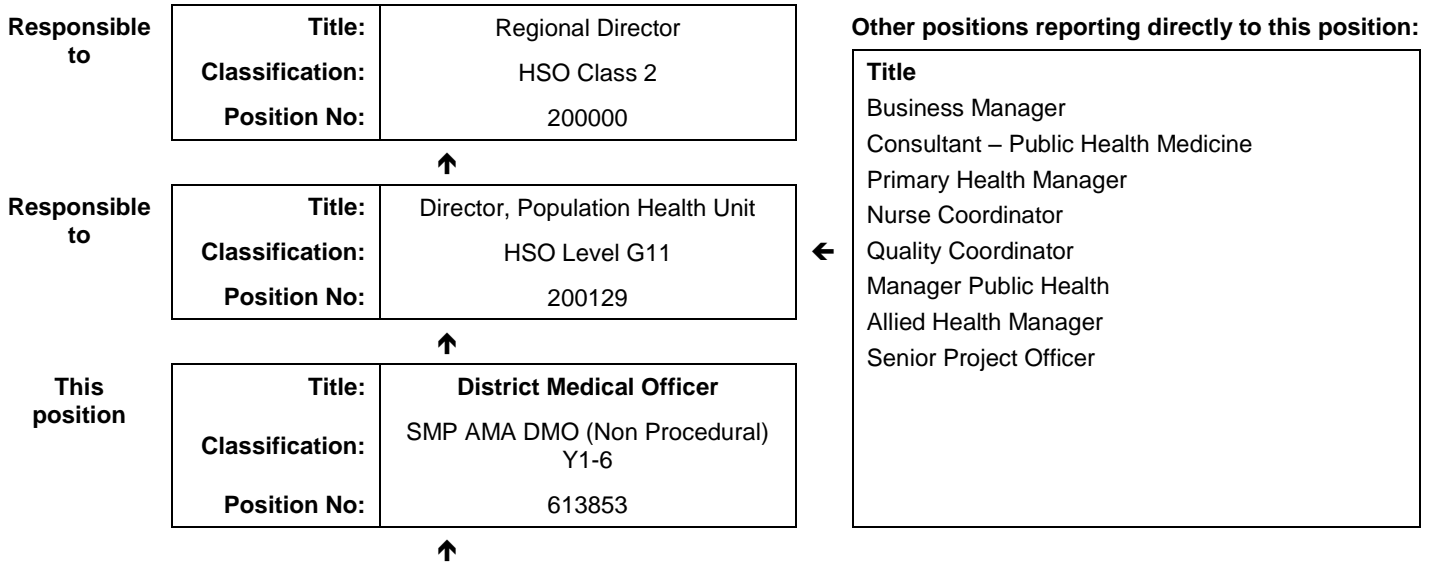 Responsible
to
Title: Regional Director
Classification: HSO Class 2
Position No: 200000
Responsible
to
Title: Director, Population Health Unit
Classification: HSO Level G11
Position No: 200129
This
position
Title: District Medical Officer
Classification: SMP AMA DMO (Non Procedural)
Y1-6
Position No: 613853
Other positions reporting directly to this position:
Title
Business Manager
Consultant – Public Health Medicine
Primary Health Manager
Nurse Coordinator
Quality Coordinator
Manager Public Health
Allied Health Manager
Senior Project Officer